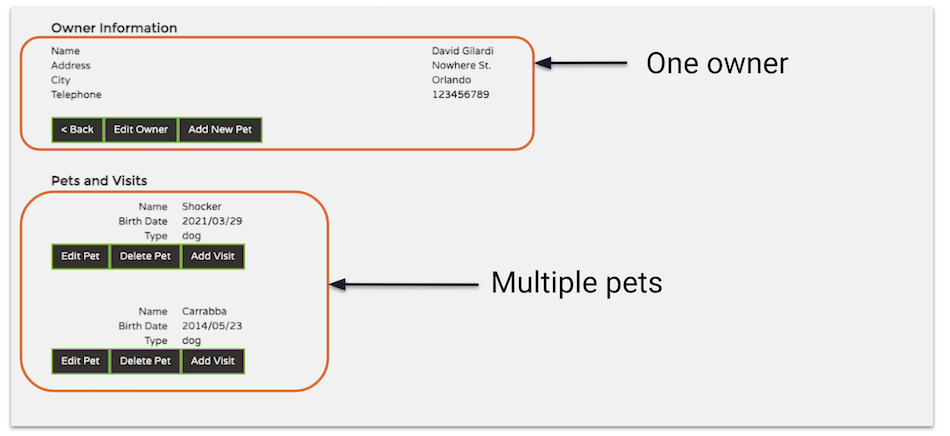 Owner Information
Name David Gilardi
Address Nowhere St.
City Orlando
Telephone 123456789
One owner
< Back Edit Owner Add New Pet
Pets and Visits
Name Shocker
Birth Date 2021/03/29
Type dog
Edit Pet Delete Pet Add Visit
Multiple pets
Name Carrabba
Birth Date 2014/05/23
Type dog
Edit Pet Delete Pet Add Visit